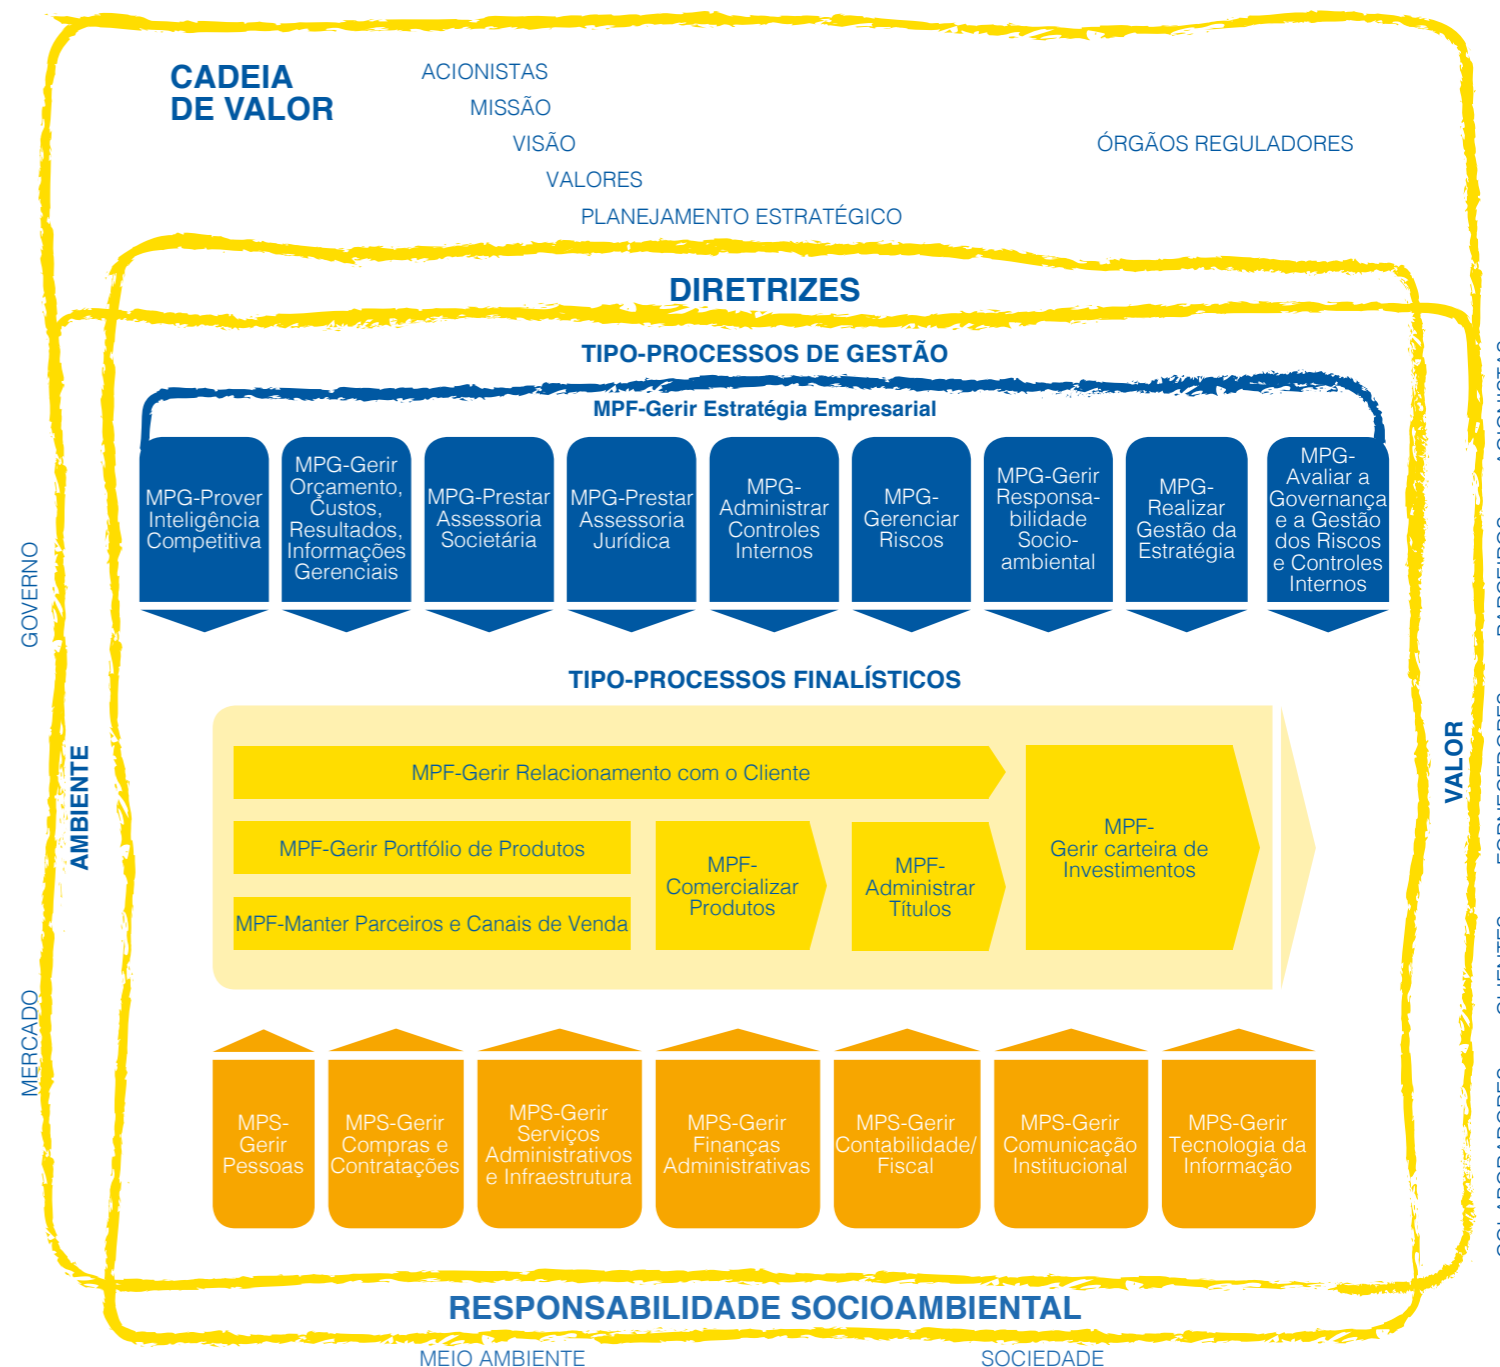 CADEIA
DE VALOR
ACIONISTAS
MISSÃO
VISÃO
VALORES
PLANEJAMENTO ESTRATÉGICO
ÓRGÃOS REGULADORES
DIRETRIZES
TIPO-PROCESSOS DE GESTÃO
MPF-Gerir Estratégia Empresarial
MPG-Prover
Inteligência
Competitiva
MPG-Gerir
Orçamento,
Custos,
Resultados,
Informações
Gerenciais
MPG-Prestar
Assessoria
Societária
MPG-Prestar
Assessoria
Jurídica
MPG-
Administrar
Controles
Internos
MPG-
Gerenciar
Riscos
MPG-Gerir
Responsa-
bilidade
Socio-
ambiental
MPG-
Realizar
Gestão da
Estratégia
MPG-
Avaliar a
Governança
e a Gestão
dos Riscos
e Controles
Internos
GOVERNO
MERCADO
AMBIENTE
TIPO-PROCESSOS FINALÍSTICOS
MPF-Gerir Relacionamento com o Cliente
MPF-Gerir Portfólio de Produtos
MPF-Manter Parceiros e Canais de Venda
MPF-
Comercializar
Produtos
MPF-
Administrar
Títulos
MPF-
Gerir carteira de
Investimentos
VALOR
MPS-
Gerir
Pessoas
MPS-Gerir
Compras e
Contratações
MPS-Gerir
Serviços
Administrativos
e Infraestrutura
MPS-Gerir
Finanças
Administrativas
MPS-Gerir
Contabilidade/
Fiscal
MPS-Gerir
Comunicação
Institucional
MPS-Gerir
Tecnologia da
Informação
RESPONSABILIDADE SOCIOAMBIENTAL
MEIO AMBIENTE
SOCIEDADE